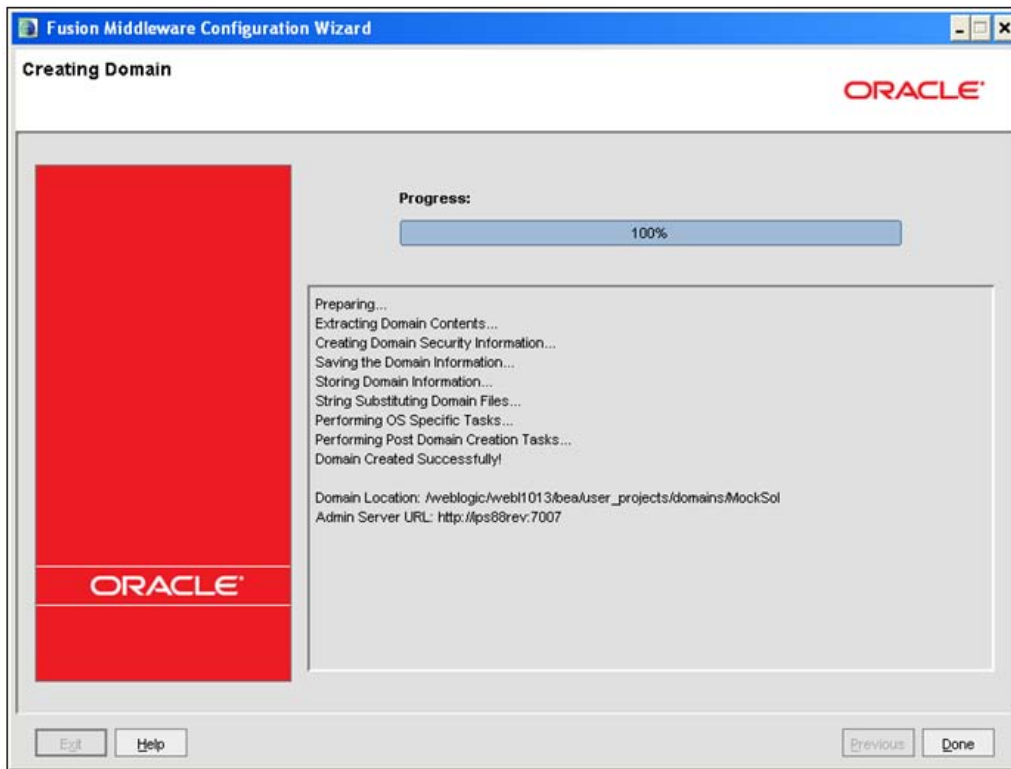 Fusion Middleware Configuration Wizard
Creating Domain
ORACLE
Progress:
100%
Preparing...
Extracting Domain Contents...
Creating Domain Security Information...
Saving the Domain Information...
Storing Domain Information...
String Substituting Domain Files...
Performing OS Specific Tasks...
Performing Post Domain Creation Tasks...
Domain Created Successfully!
Domain Location: /weblogic/webl1013/bea/user_projects/domains/MockSol
Admin Server URL: http://ips88rev:7007
ORACLE
Exit Help Previous Done